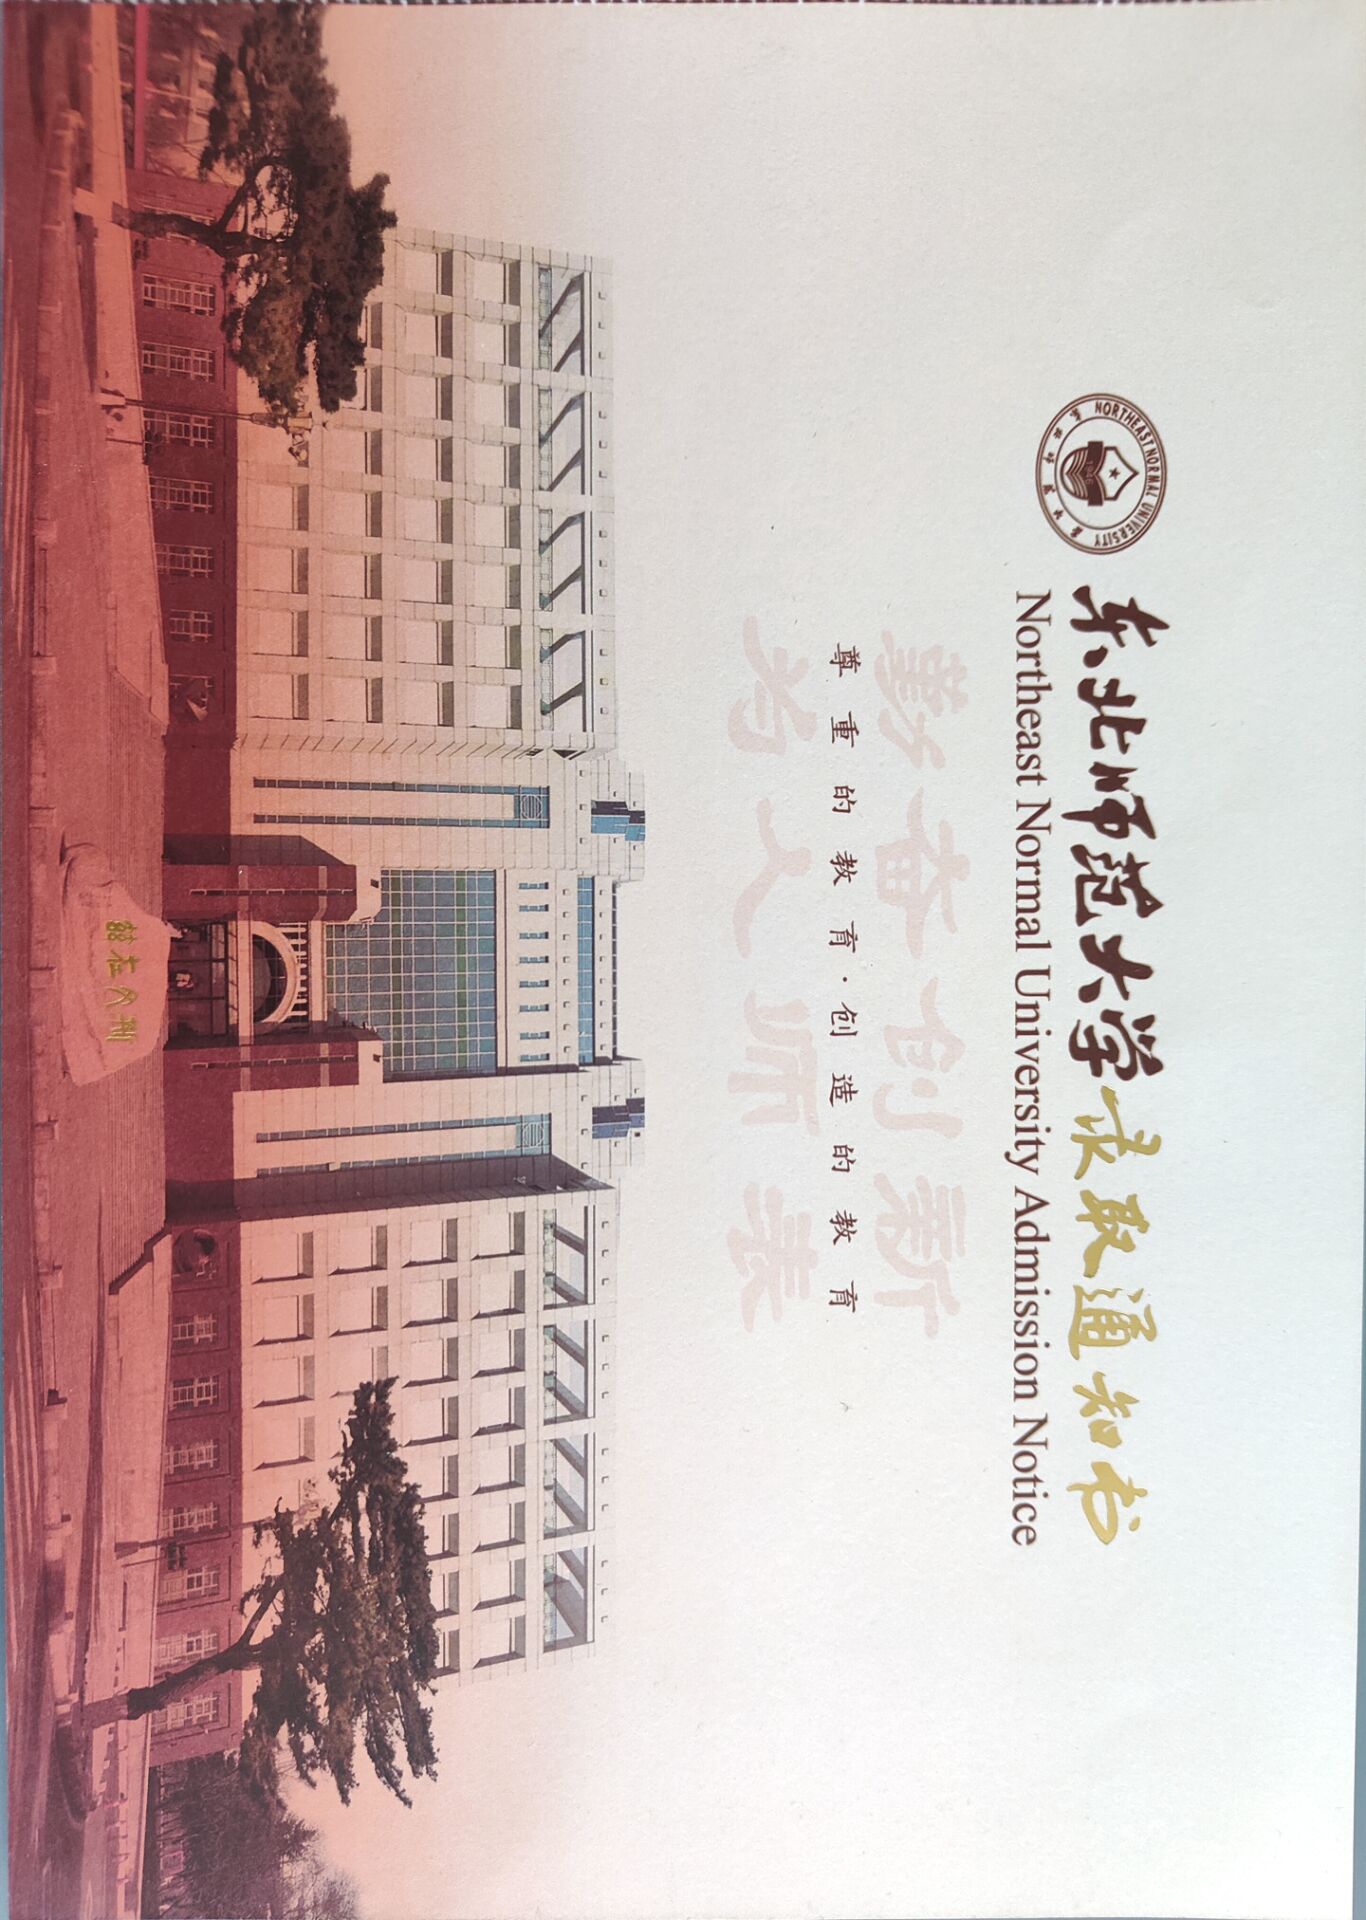 NORTHEAST NORMAL UNIVERSITY
1946
东北师范大学
东北师范大学录取通知书
Northeast Normal University Admission Notice
勤奋创新
尊重的教育·创造的教育
为人师表